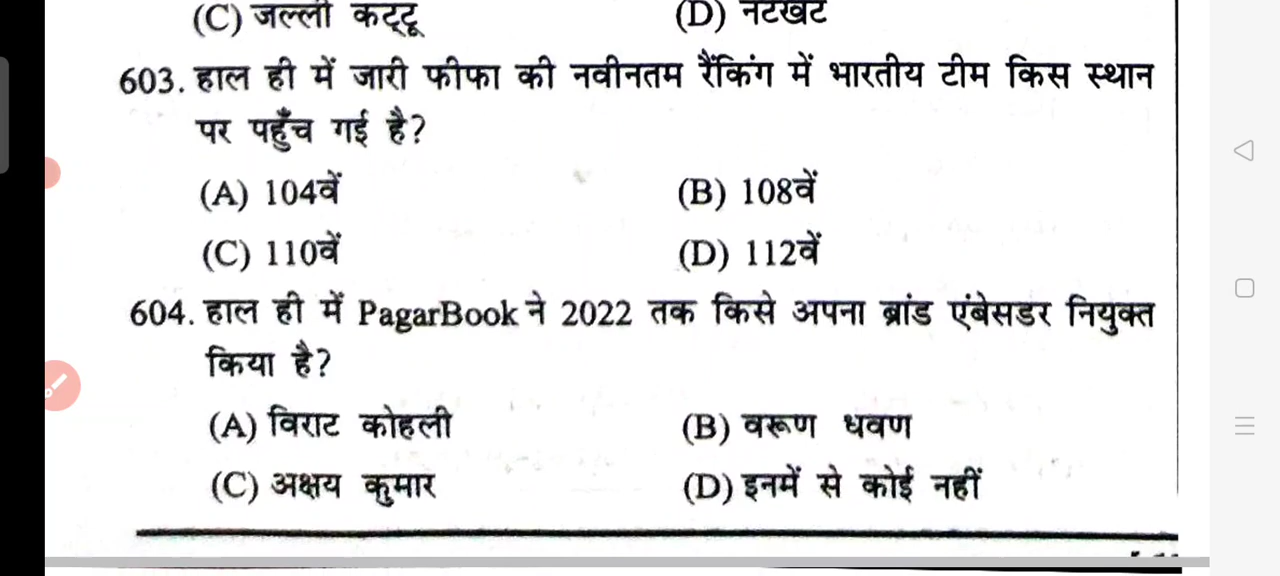 (C) जल्ली कट्टू (D) नटखट
603. हाल ही में जारी फीफा की नवीनतम रैंकिंग में भारतीय टीम किस स्थान
पर पहुँच गई है?
(A) 104वें (B) 108वें
(C) 110वें (D) 112वें
604. हाल ही में PagarBook ने 2022 तक किसे अपना ब्रांड एंबेसडर नियुक्त
किया है?
(A) विराट कोहली (B) वरूण धवण
(C) अक्षय कुमार (D) इनमें से कोई नहीं